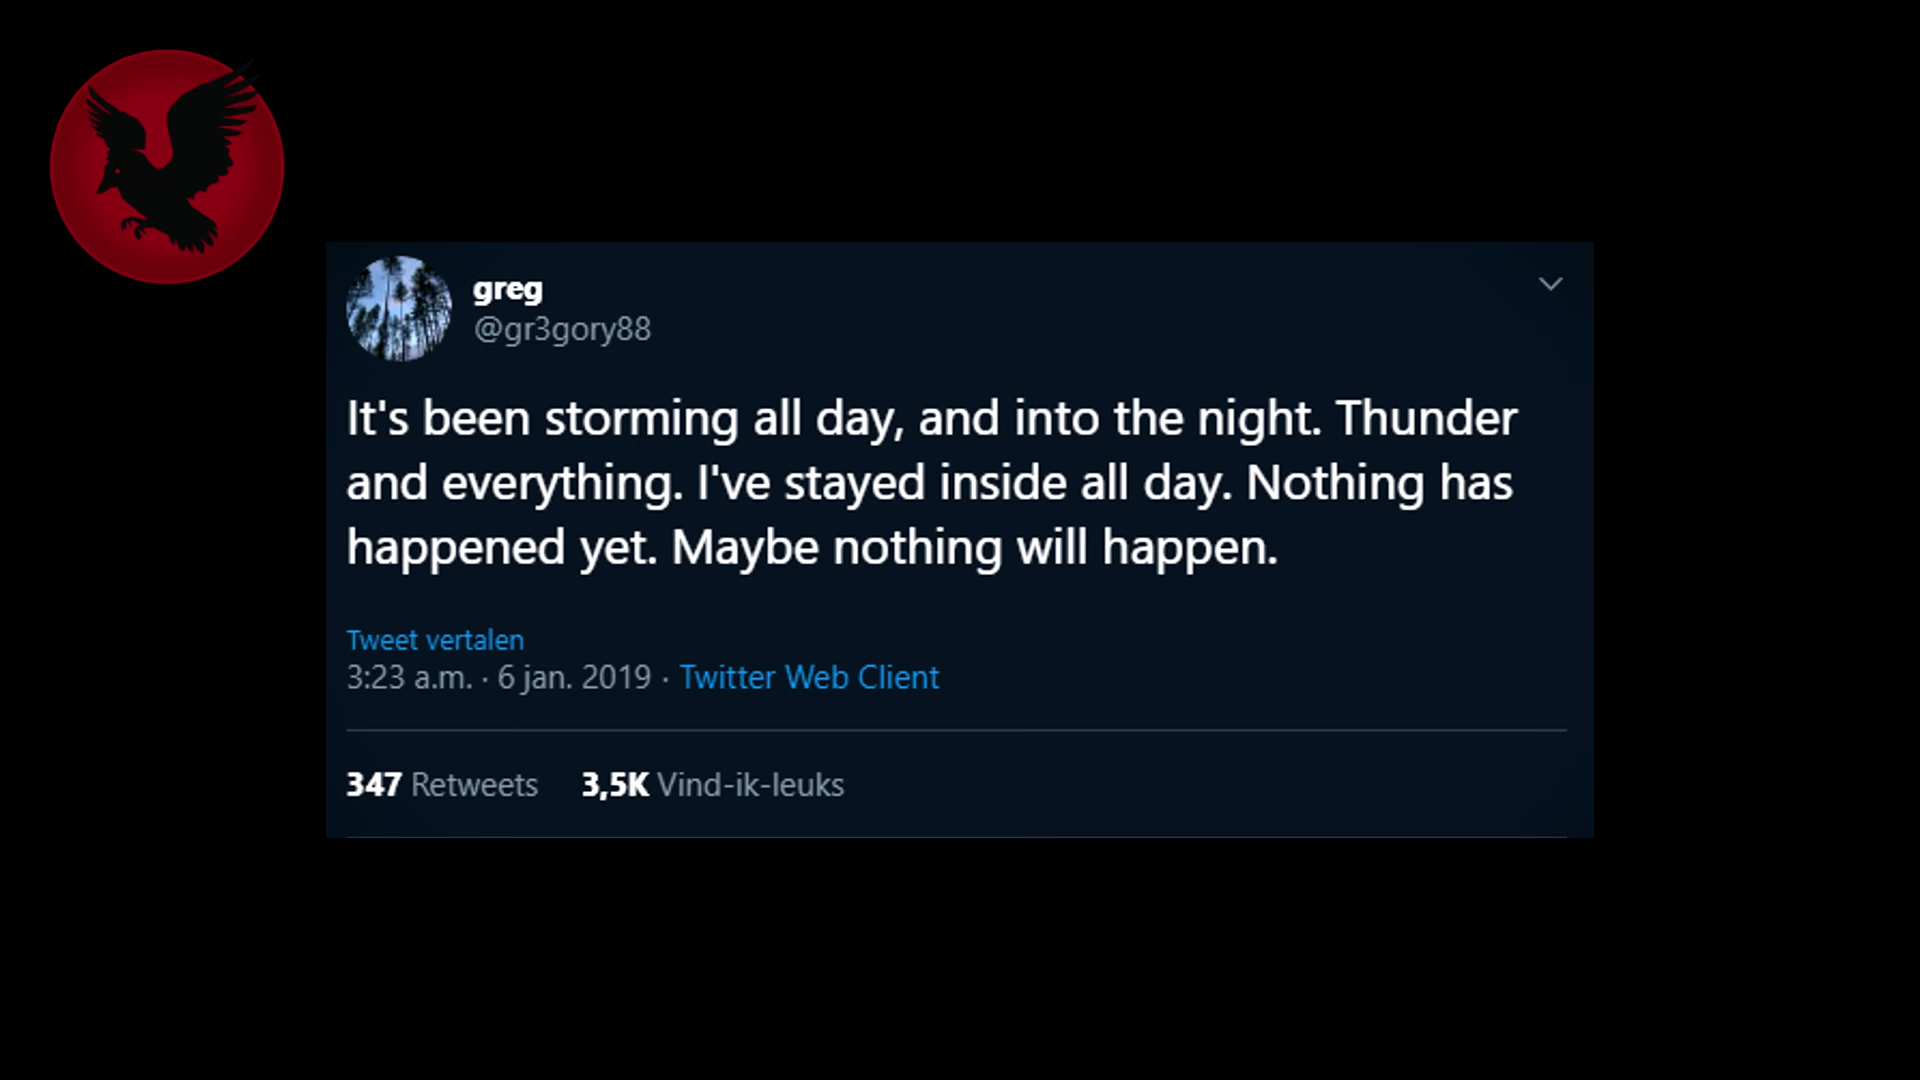 greg
@gr3gory88
It's been storming all day, and into the night. Thunder
and everything. I've stayed inside all day. Nothing has
happened yet. Maybe nothing will happen.
Tweet vertalen
3:23 a.m. · 6 jan. 2019 · Twitter Web Client
347 Retweets 3,5K Vind-ik-leuks